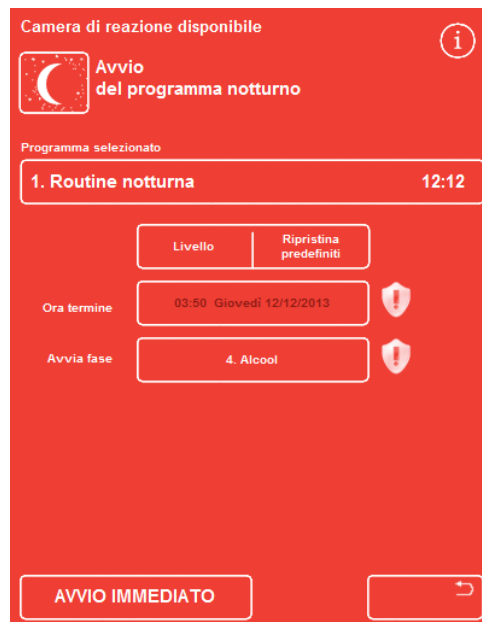 Camera di reazione disponibile
i
Avvio
del programma notturno
Programma selezionato
1. Routine notturna 12:12
Livello Ripristina
predefiniti
Ora termine 03:50 Giovedì 12/12/2013
Avvia fase 4. Alcool
AVVIO IMMEDIATO